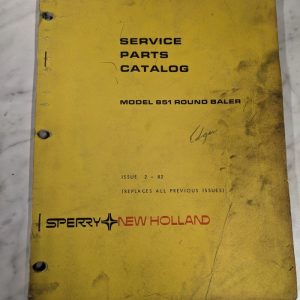 SERVICE
PARTS
CATALOG
MODEL 851 ROUND BALER
ISSUE 2 - 82
(REPLACES ALL PREVIOUS ISSUES)
SPERRY NEW HOLLAND